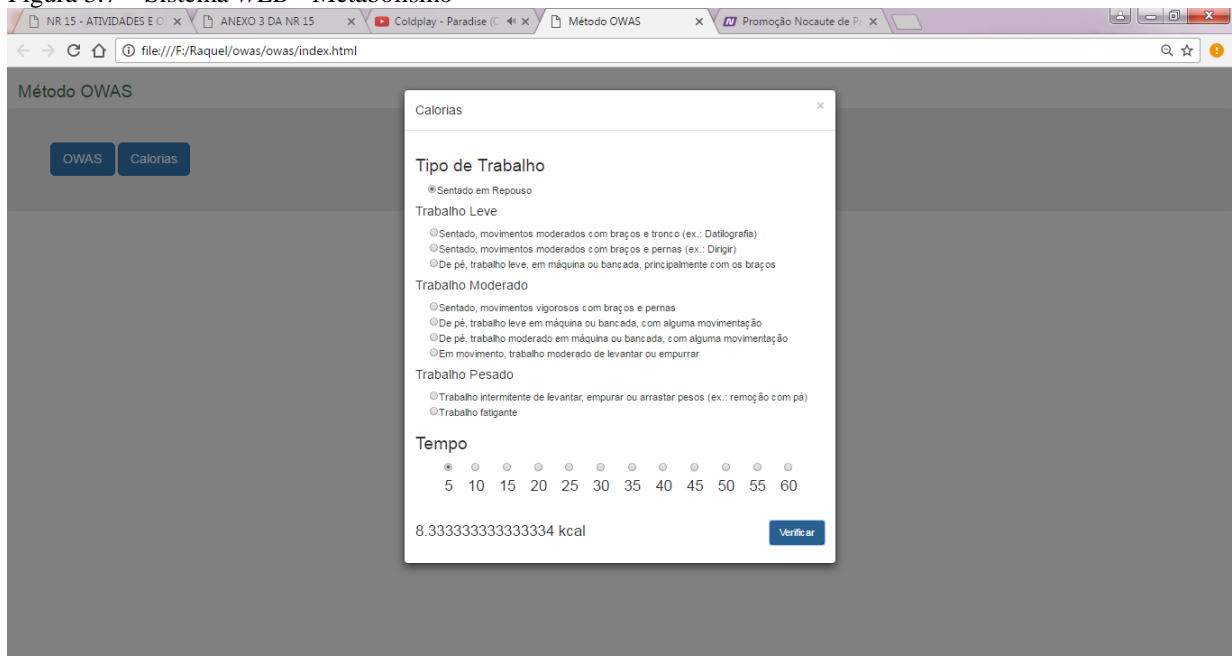 Figura 3.7 - Sistema WEB - Metabolismo
NR 15 - ATIVIDADES E O
ANEXO 3 DA NR 15
Coldplay - Paradise (
Método OWAS
Promoção Nocaute de P
file:///F:/Raquel/owas/owas/index.html
Método OWAS
OWAS
Calorias
Calorias
×
Tipo de Trabalho
Sentado em Repouso
Trabalho Leve
Sentado, movimentos moderados com braços e tronco (ex.: Datilografia)
Sentado, movimentos moderados com braços e pernas (ex.: Dirigir)
De pé, trabalho leve, em máquina ou bancada, principalmente com os braços
Trabalho Moderado
Sentado, movimentos vigorosos com braços e pernas
De pé, trabalho leve em máquina ou bancada, com alguma movimentação
De pé, trabalho moderado em máquina ou bancada, com alguma movimentação
Em movimento, trabalho moderado de levantar ou empurrar
Trabalho Pesado
Trabalho intermitente de levantar, empurar ou arrastar pesos (ex.: remoção com pá)
Trabalho fatigante
Tempo
5 10 15 20 25 30 35 40 45 50 55 60
8.333333333333334 kcal
Verificar